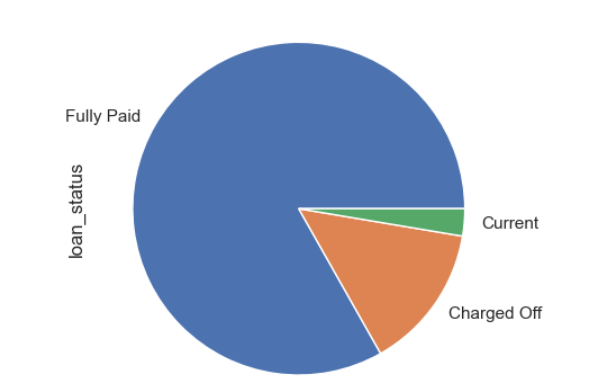 Fully Paid
loan_status
Current
Charged Off